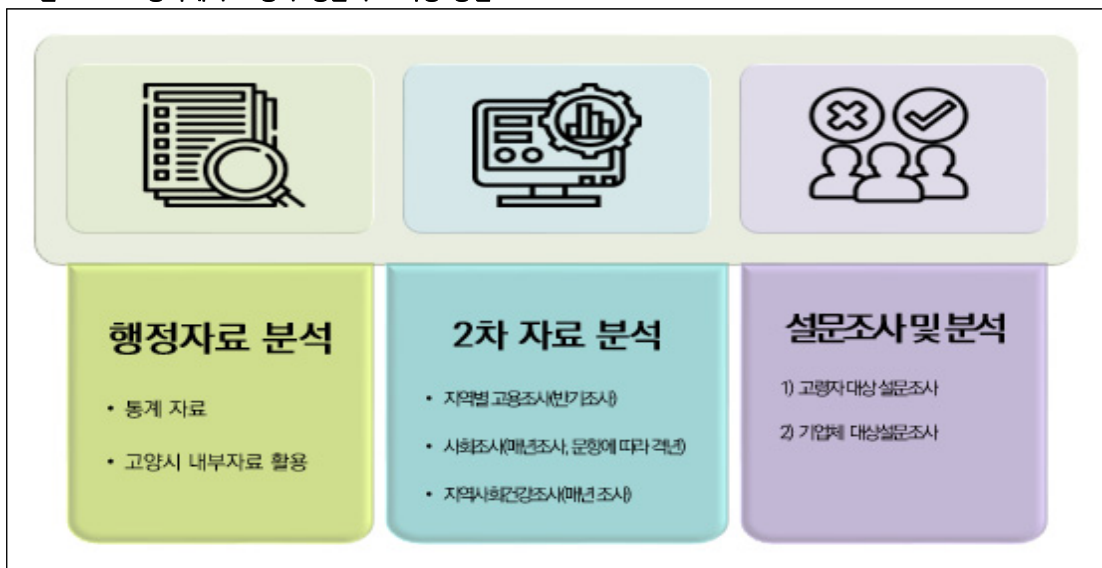 행정자료 분석
• 통계 자료
• 고양시 내부자료 활용
2차 자료 분석
• 지역별 고용조사(반기조사)
• 사회조사(매년조사, 문항에 따라 격년)
• 지역사회건강조사(매년 조사)
설문조사 및 분석
1) 고령자 대상 설문조사
2) 기업체 대상설문조사